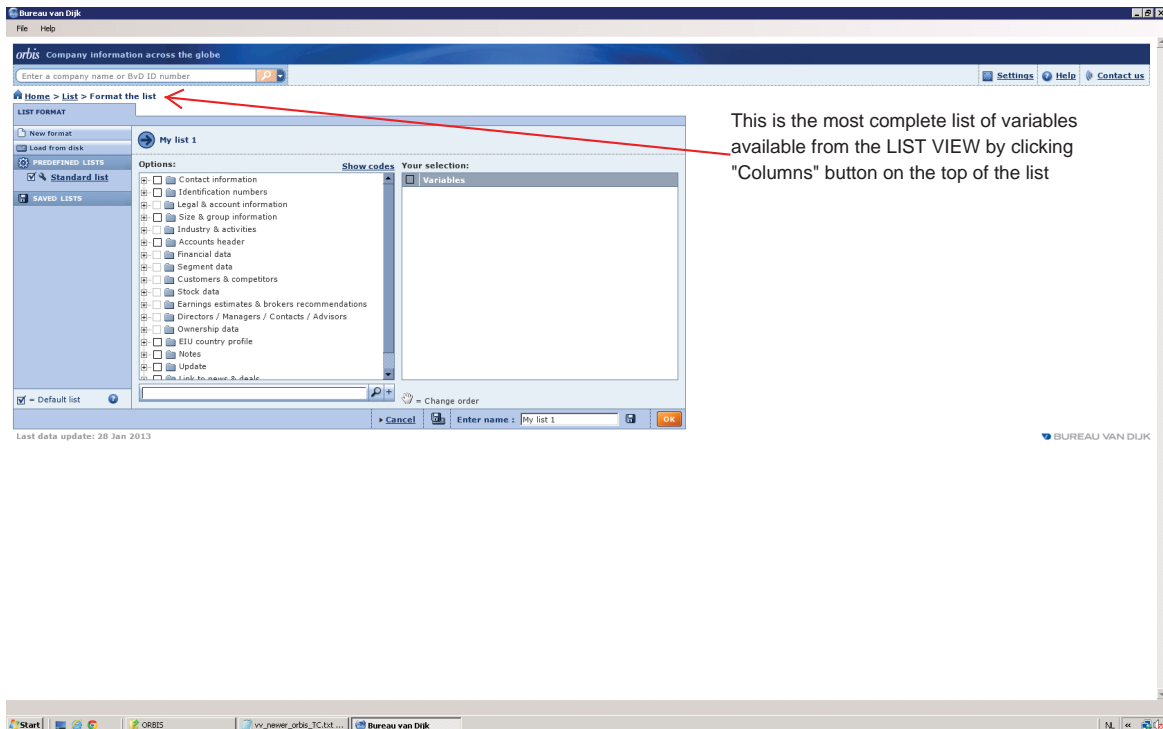 Bureau van Dijk
File Help
orbis Company information across the globe
Enter a company name or BvD ID number
Settings Help Contact us
Home > List > Format the list
LIST FORMAT
New format
Load from disk
PREDEFINED LISTS
Standard list
SAVED LISTS
My list 1
Options: Show codes Your selection:
Variables
Contact information
Identification numbers
Legal & account information
Size & group information
Industry & activities
Accounts header
Financial data
Segment data
Customers & competitors
Stock data
Earnings estimates & brokers recommendations
Directors / Managers / Contacts / Advisors
Ownership data
EIU country profile
Notes
Update
Link to news & deals
= Default list
= Change order
Cancel Enter name : My list 1 OK
Last data update: 28 Jan 2013
BUREAU VAN DIJK
This is the most complete list of variables
available from the LIST VIEW by clicking
"Columns" button on the top of the list
Start ORBIS vv_newer_orbis_TC.txt ... Bureau van Dijk NL «